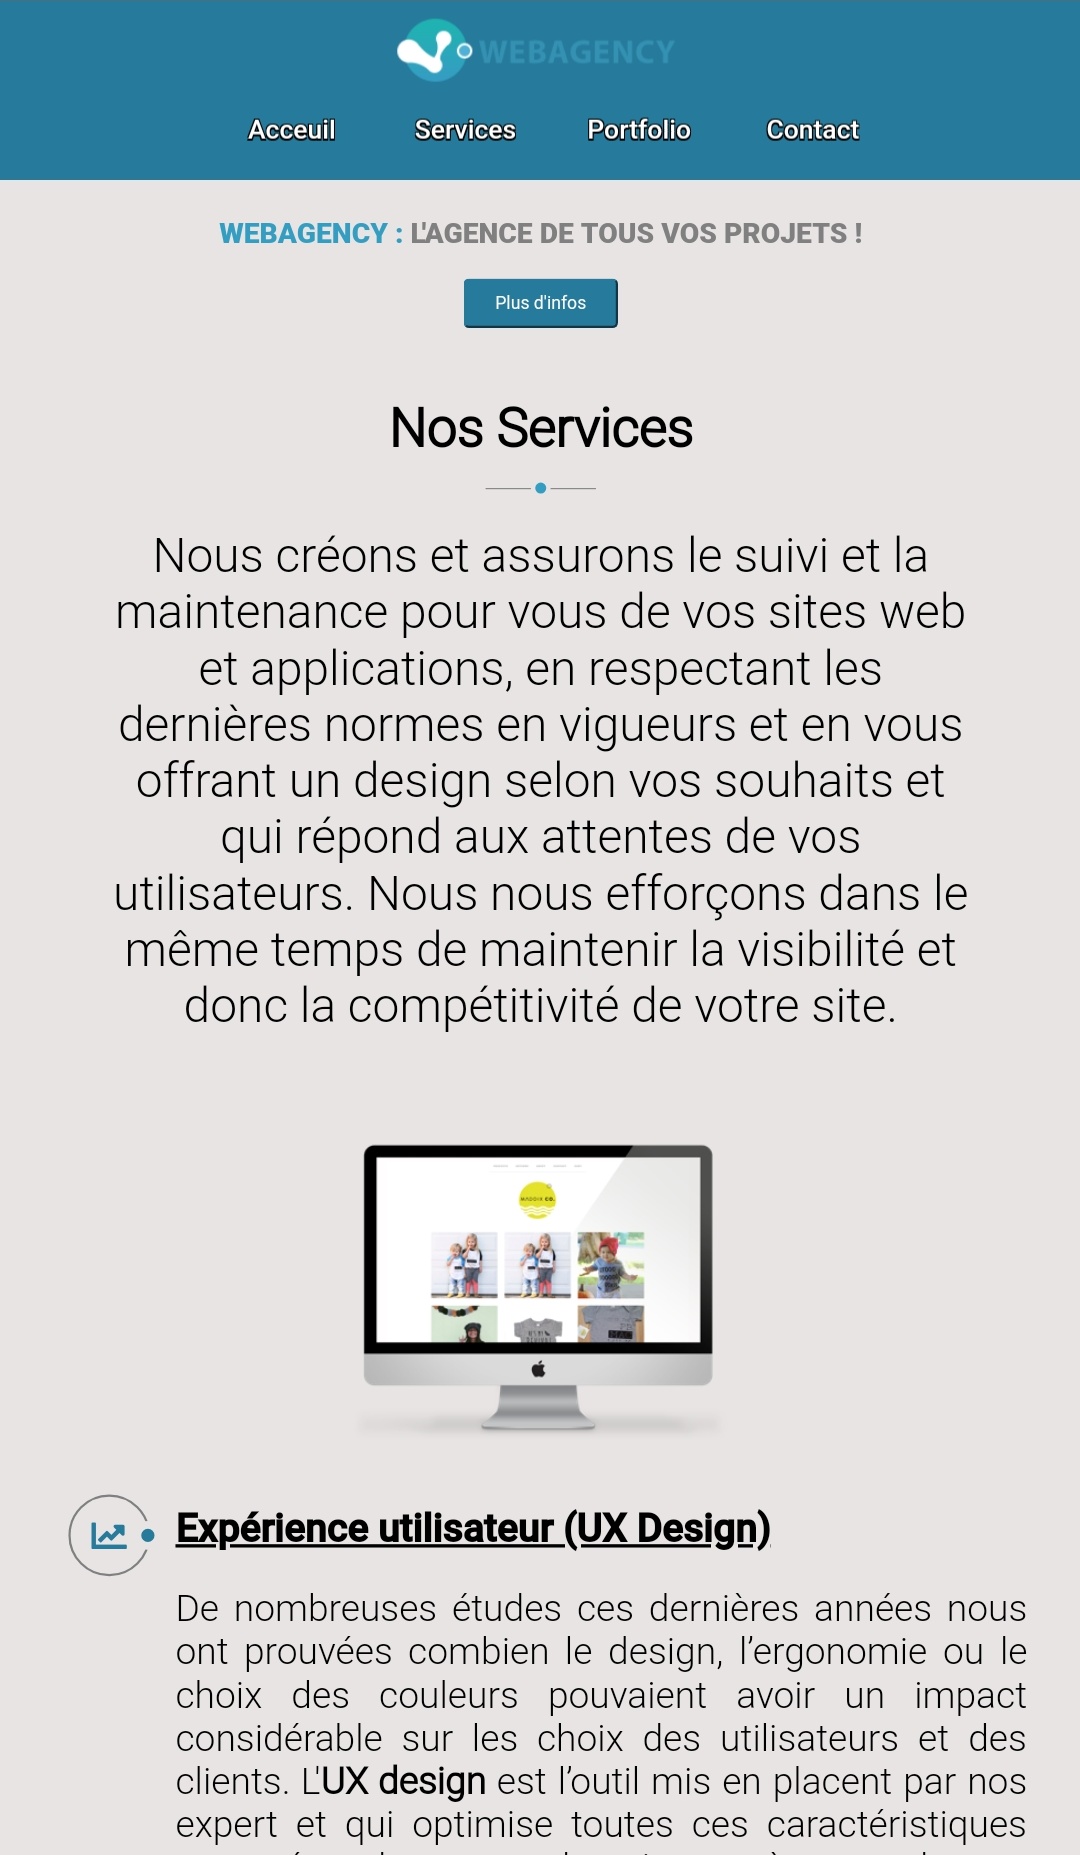 WEBAGENCY
Acceuil Services Portfolio Contact
WEBAGENCY : L'AGENCE DE TOUS VOS PROJETS !
Plus d'infos
Nos Services
Nous créons et assurons le suivi et la
maintenance pour vous de vos sites web
et applications, en respectant les
dernières normes en vigueurs et en vous
offrant un design selon vos souhaits et
qui répond aux attentes de vos
utilisateurs. Nous nous efforçons dans le
même temps de maintenir la visibilité et
donc la compétitivité de votre site.
Expérience utilisateur (UX Design)
De nombreuses études ces dernières années nous
ont prouvées combien le design, l’ergonomie ou le
choix des couleurs pouvaient avoir un impact
considérable sur les choix des utilisateurs et des
clients. L'UX design est l’outil mis en placent par nos
expert et qui optimise toutes ces caractéristiques